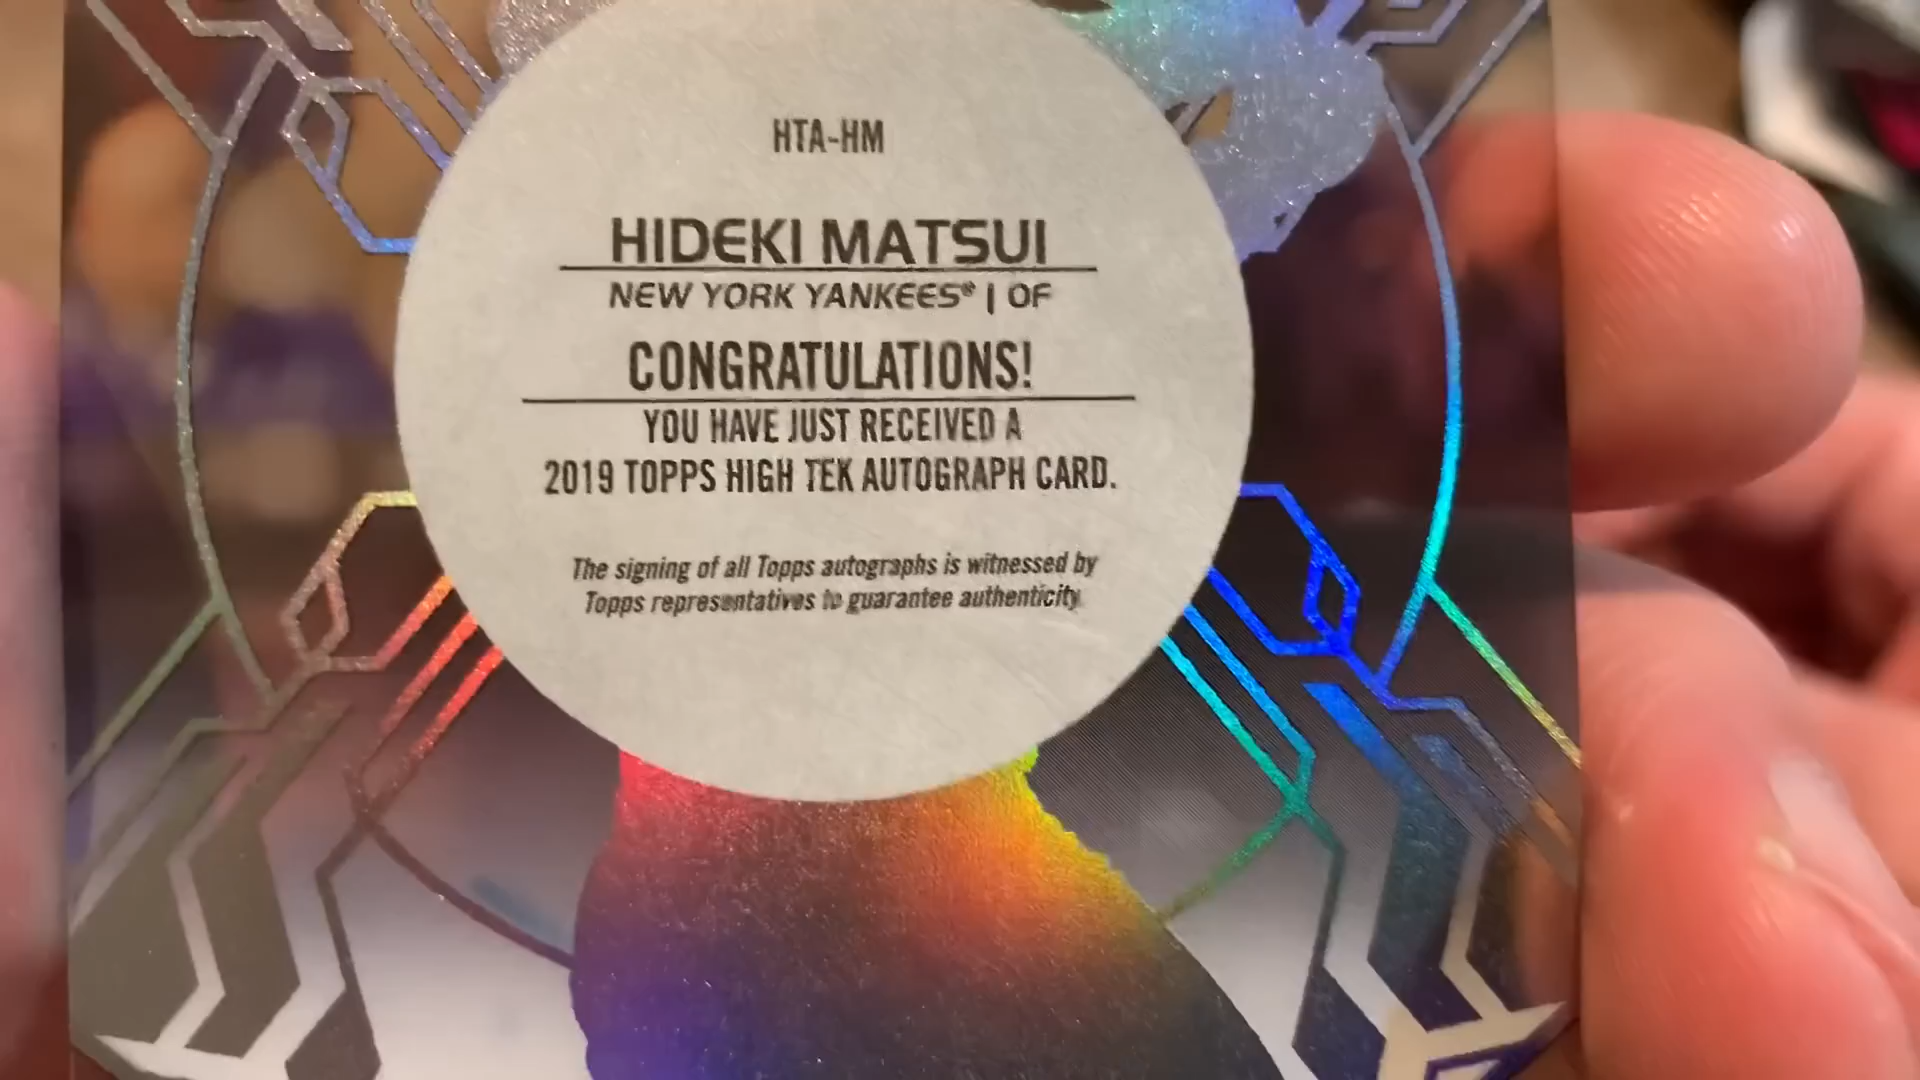 HTA-HM
HIDEKI MATSUI
NEW YORK YANKEES® | OF
CONGRATULATIONS!
YOU HAVE JUST RECEIVED A
2019 TOPPS HIGH TEK AUTOGRAPH CARD.
The signing of all Topps autographs is witnessed by
Topps representatives to guarantee authenticity.